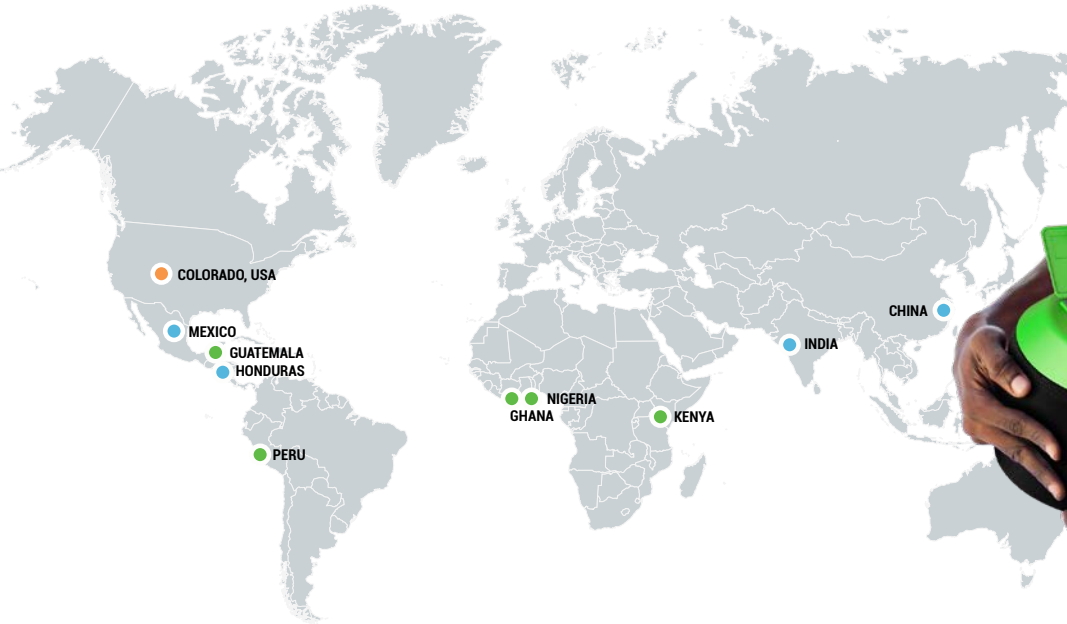 COLORADO, USA
MEXICO
GUATEMALA
HONDURAS
PERU
NIGERIA
GHANA
KENYA
CHINA
INDIA